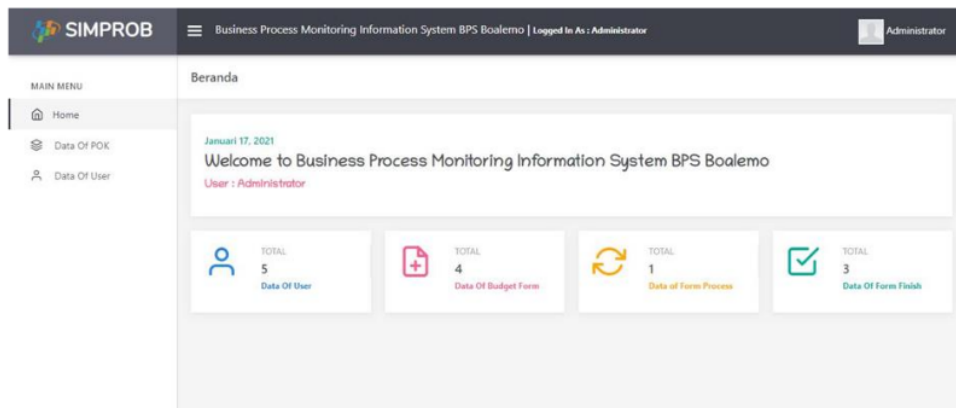 SIMPROB
Business Process Monitoring Information System BPS Boalemo | Logged In As : Administrator
Administrator
MAIN MENU
Home
Data Of POK
Data Of User
Beranda
Januari 17, 2021
Welcome to Business Process Monitoring Information System BPS Boalemo
User : Administrator
TOTAL
5
Data Of User
TOTAL
4
Data Of Budget Form
TOTAL
1
Data of Form Process
TOTAL
3
Data Of Form Finish